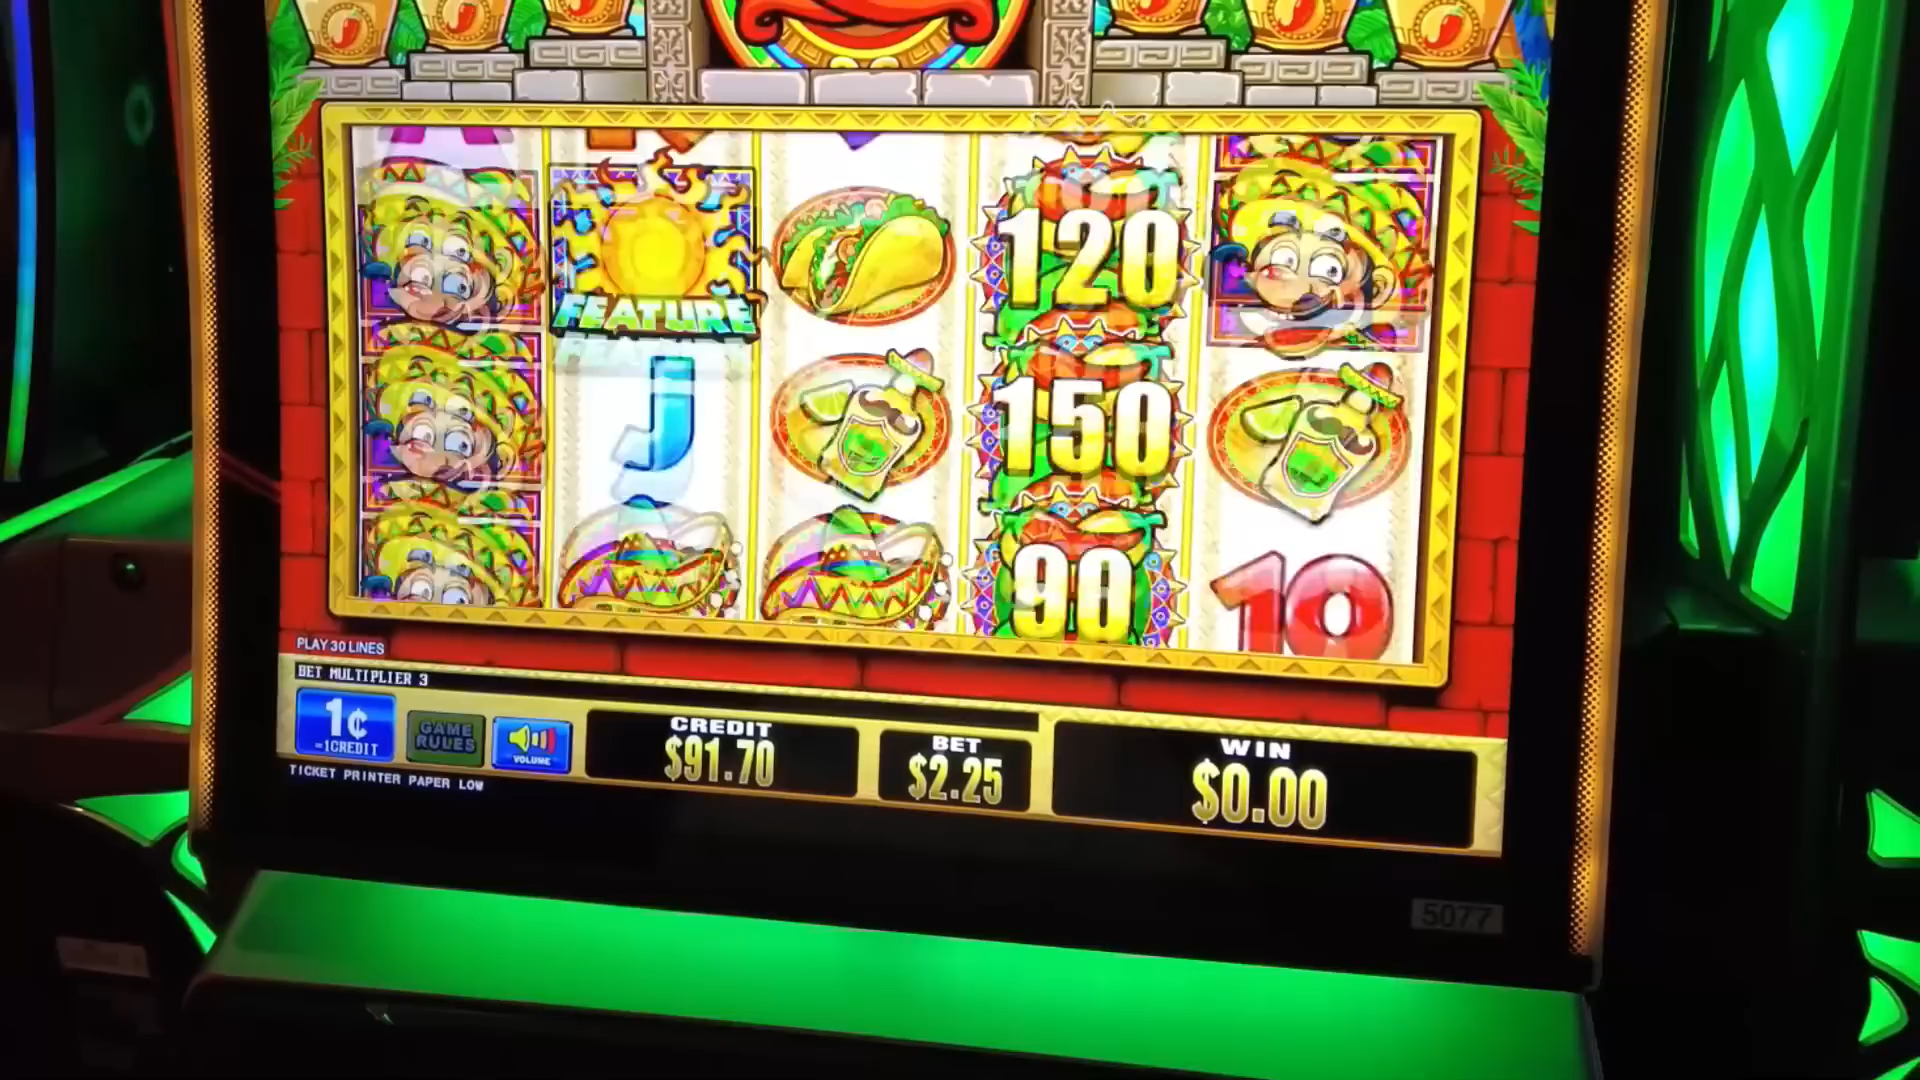 120
FEATURE
150
J
90
10
PLAY 30 LINES
BET MULTIPLIER 3
1¢
=1CREDIT
GAME
RULES
VOLUME
CREDIT
$91.70
BET
$2.25
WIN
$0.00
TICKET PRINTER PAPER LOW
5077